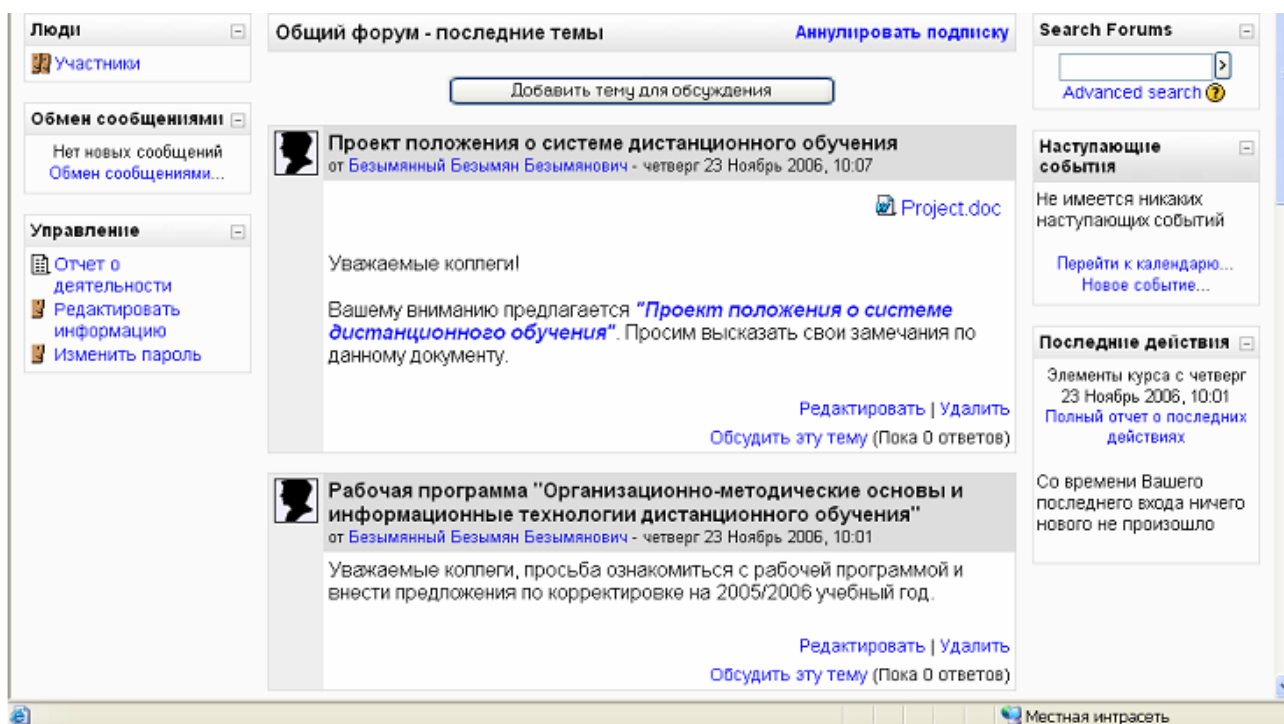 Люди
Участники
Обмен сообщениями
Нет новых сообщений
Обмен сообщениями...
Управление
Отчет о
деятельности
Редактировать
информацию
Изменить пароль
Общий форум - последние темы
Аннулировать подписку
Добавить тему для обсуждения
Проект положения о системе дистанционного обучения
от Безымянный Безымян Безымянович - четверг 23 Ноябрь 2006, 10:07
Project.doc
Уважаемые коллеги!
Вашему вниманию предлагается "Проект положения о системе
дистанционного обучения". Просим высказать свои замечания по
данному документу.
Редактировать | Удалить
Обсудить эту тему (Пока 0 ответов)
Рабочая программа "Организационно-методические основы и
информационные технологии дистанционного обучения"
от Безымянный Безымян Безымянович - четверг 23 Ноябрь 2006, 10:01
Уважаемые коллеги, просьба ознакомиться с рабочей программой и
внести предложения по корректировке на 2005/2006 учебный год.
Редактировать | Удалить
Обсудить эту тему (Пока 0 ответов)
Search Forums
Advanced search
Наступающие
события
Не имеется никаких
наступающих событий
Перейти к календарю...
Новое событие...
Последние действия
Элементы курса с четверг
23 Ноябрь 2006, 10:01
Полный отчет о последних
действиях
Со времени Вашего
последнего входа ничего
нового не произошло
Местная интрасеть